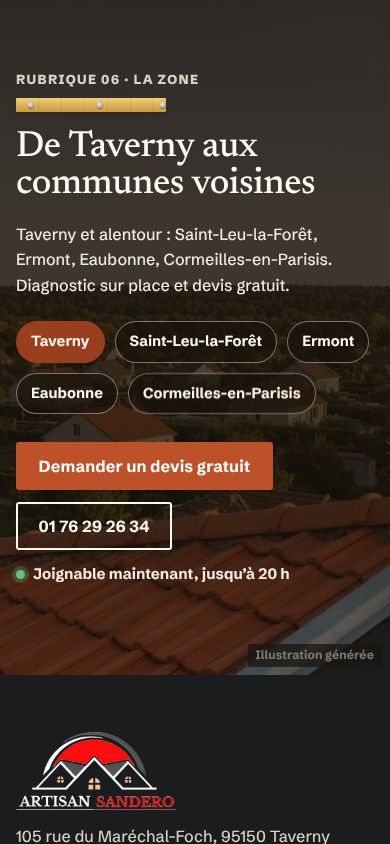 RUBRIQUE 06 · LA ZONE
De Taverny aux
communes voisines
Taverny et alentour : Saint-Leu-la-Forêt,
Ermont, Eaubonne, Cormeilles-en-Parisis.
Diagnostic sur place et devis gratuit.
Taverny
Saint-Leu-la-Forêt
Ermont
Eaubonne
Cormeilles-en-Parisis
Demander un devis gratuit
01 76 29 26 34
Joignable maintenant, jusqu’à 20 h
Illustration générée
ARTISAN SANDERO
105 rue du Maréchal-Foch, 95150 Taverny